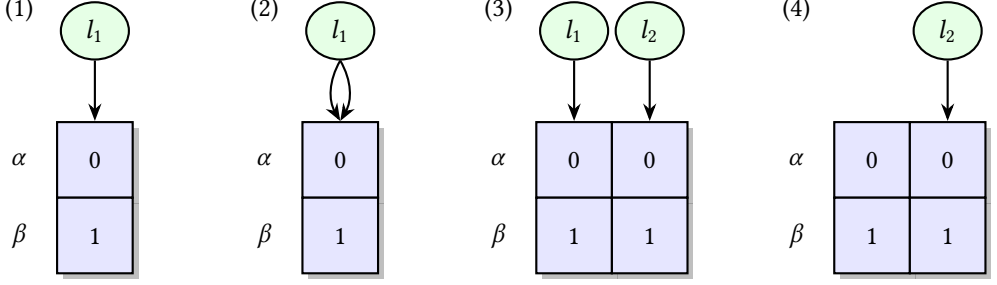 (1) (2) (3) (4)
l₁ l₁ l₁ l₂ l₂
α 0 α 0 α 0 0 α 0 0
β 1 β 1 β 1 1 β 1 1